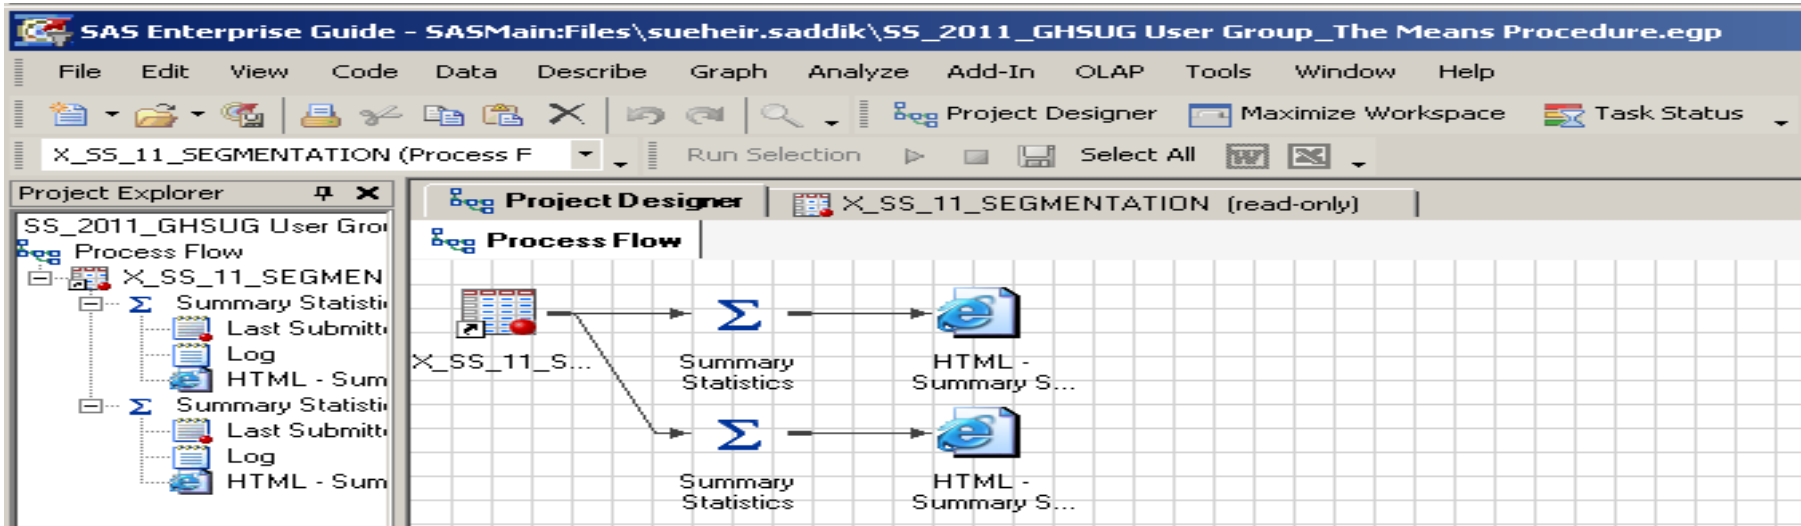 SAS Enterprise Guide - SASMain:Files\sueheir.saddik\SS_2011_GHSUG User Group_The Means Procedure.egp
File Edit View Code Data Describe Graph Analyze Add-In OLAP Tools Window Help
Project Designer Maximize Workspace Task Status
X_SS_11_SEGMENTATION (Process F Run Selection Select All
Project Explorer
SS_2011_GHSUG User Grou
Process Flow
X_SS_11_SEGMEN
Summary Statisti
Last Submitt
Log
HTML - Sum
Summary Statisti
Last Submitt
Log
HTML - Sum
Project Designer X_SS_11_SEGMENTATION (read-only)
Process Flow
X_SS_11_S...
Summary
Statistics
HTML -
Summary S...
Summary
Statistics
HTML -
Summary S...